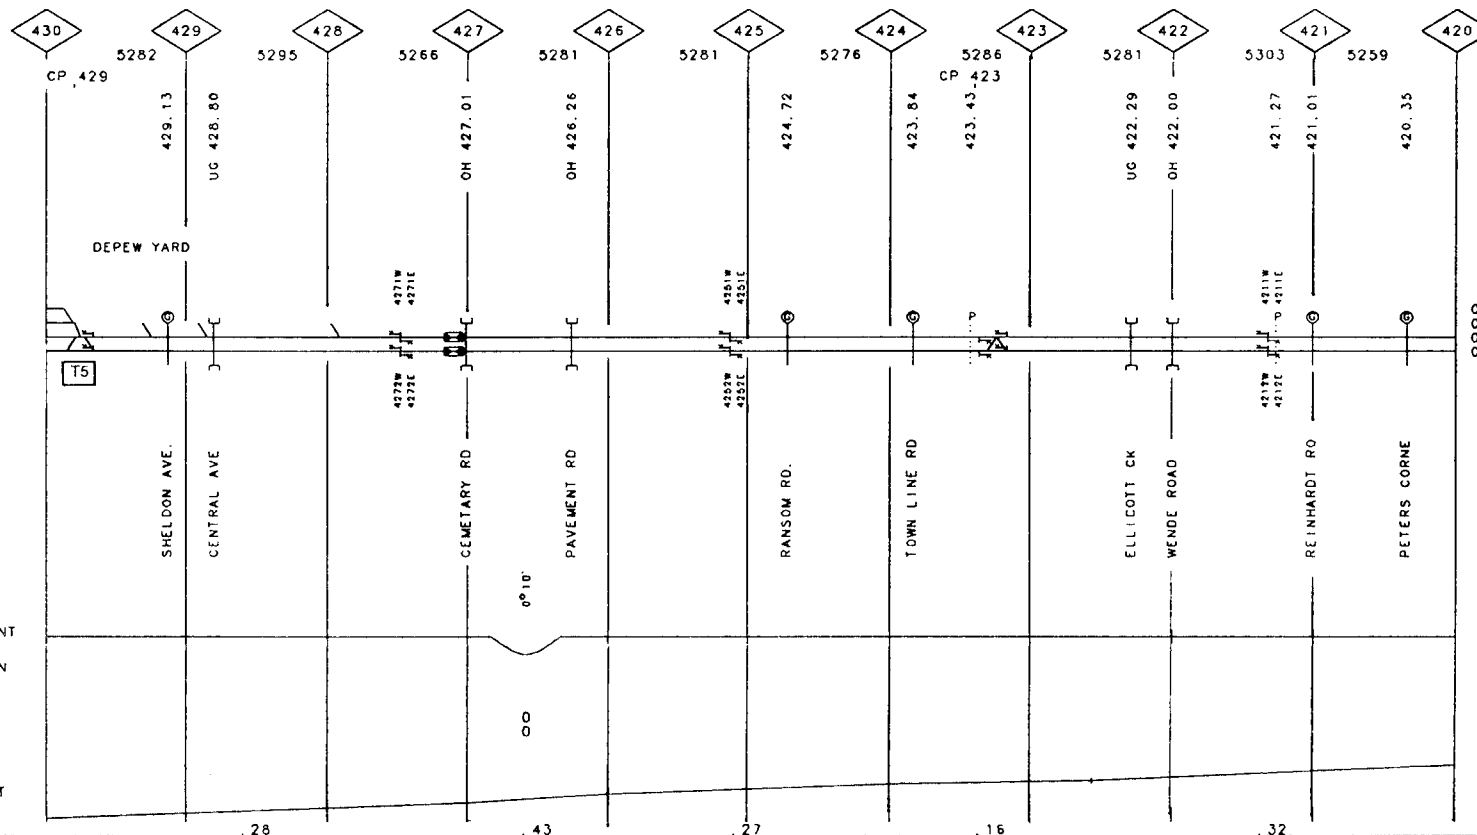 430 429 428 427 426 425 424 423 422 421 420
5282 5295 5266 5281 5281 5276 5286 5281 5303 5259
CP 429
CP 423
429.13
UG 428.80
OH 427.01
OH 426.26
424.72
423.84
423.43
UG 422.29
OH 422.00
421.27
421.01
420.35
DEPEW YARD
4271W
4271E
4251W
4251E
4211W
4211E
G G G P P G G
T5
4272W
4272E
4252W
4252E
4212W
4212E
SHELDON AVE.
CENTRAL AVE
CEMETARY RD
PAVEMENT RD
RANSOM RD.
TOWN LINE RD
ELLICOTT CK
WENDE ROAD
REINHARDT RD
PETERS CORNE
0°10'
NT
N
0
0
T
.28 .43 .27 .16 .32